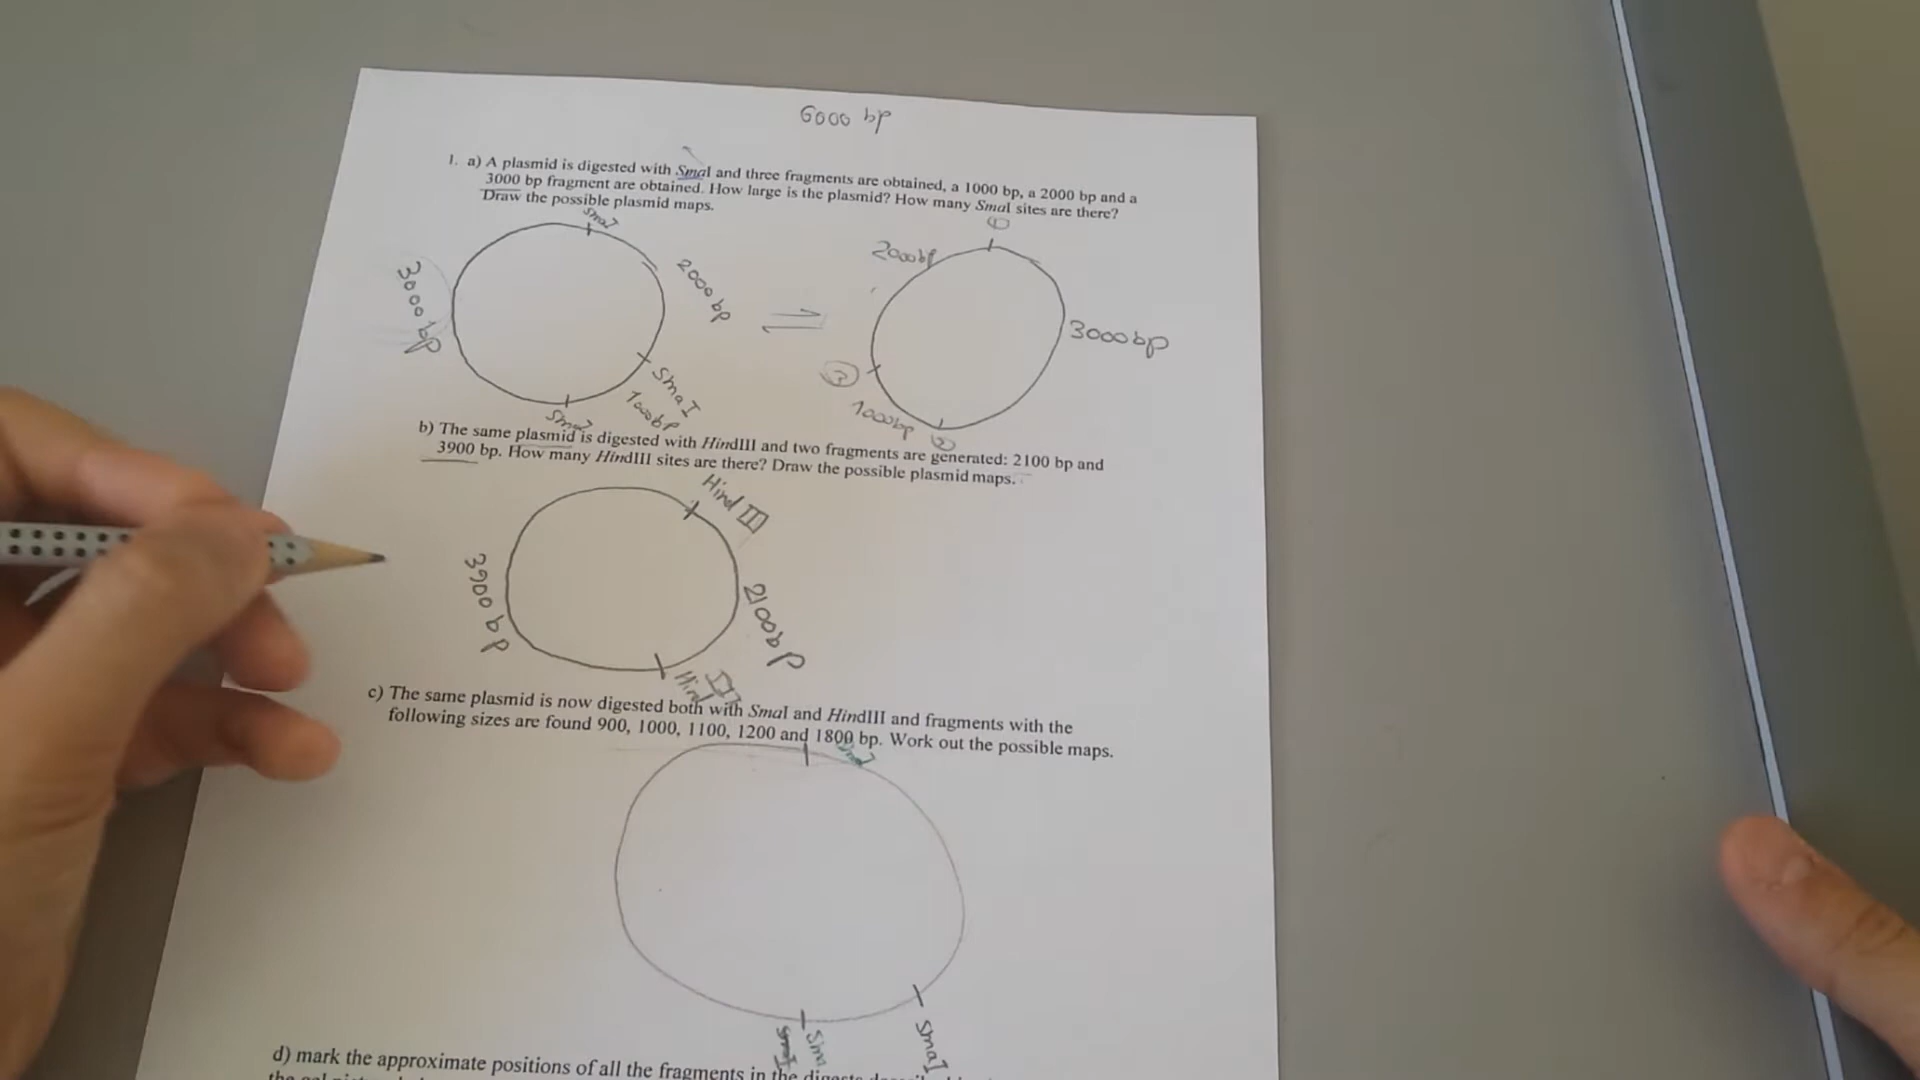 6000 bp
1. a) A plasmid is digested with SmaI and three fragments are obtained, a 1000 bp, a 2000 bp and a
3000 bp fragment are obtained. How large is the plasmid? How many SmaI sites are there?
Draw the possible plasmid maps.
SmaI
2000 bp
3000 bp
SmaI
1000 bp
SmaI
1
2000 bp
3000 bp
1000 bp
2
b) The same plasmid is digested with HindIII and two fragments are generated: 2100 bp and
3900 bp. How many HindIII sites are there? Draw the possible plasmid maps.
Hind III
3900 bp
2100 bp
Hind III
c) The same plasmid is now digested both with SmaI and HindIII and fragments with the
following sizes are found 900, 1000, 1100, 1200 and 1800 bp. Work out the possible maps.
SmaI
SmaI
Sma
SmaI
d) mark the approximate positions of all the fragments in the